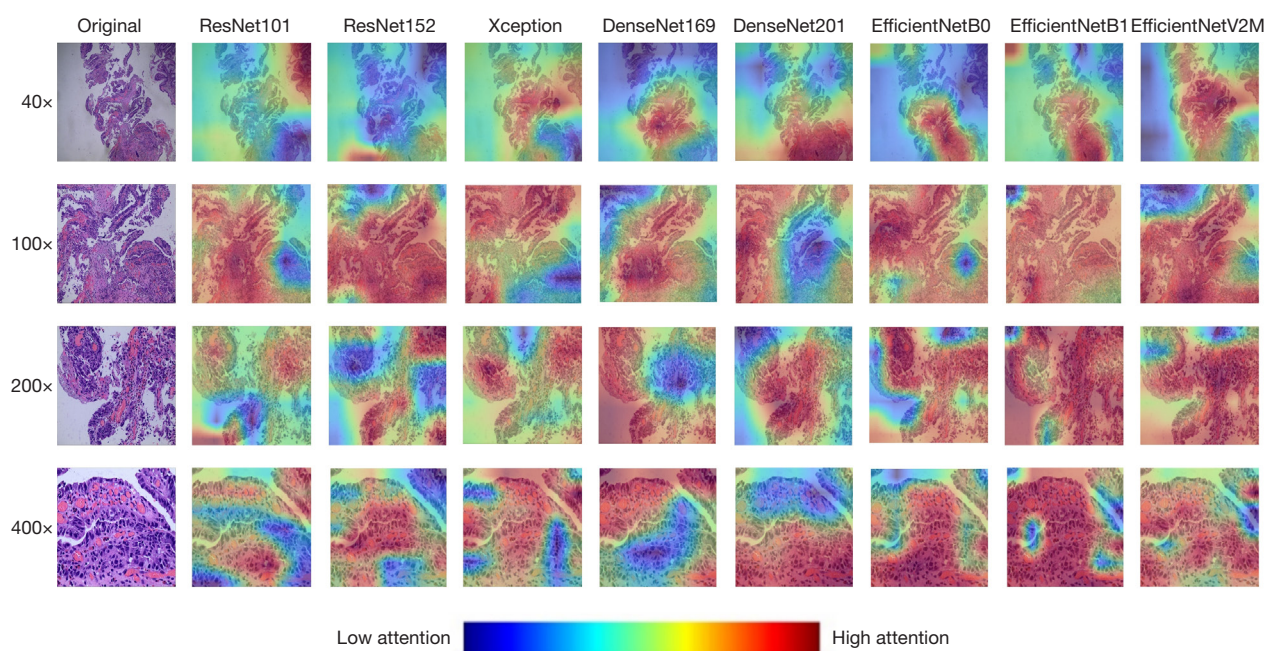 Original ResNet101 ResNet152 Xception DenseNet169 DenseNet201 EfficientNetB0 EfficientNetB1 EfficientNetV2M
40×
100×
200×
400×
Low attention High attention